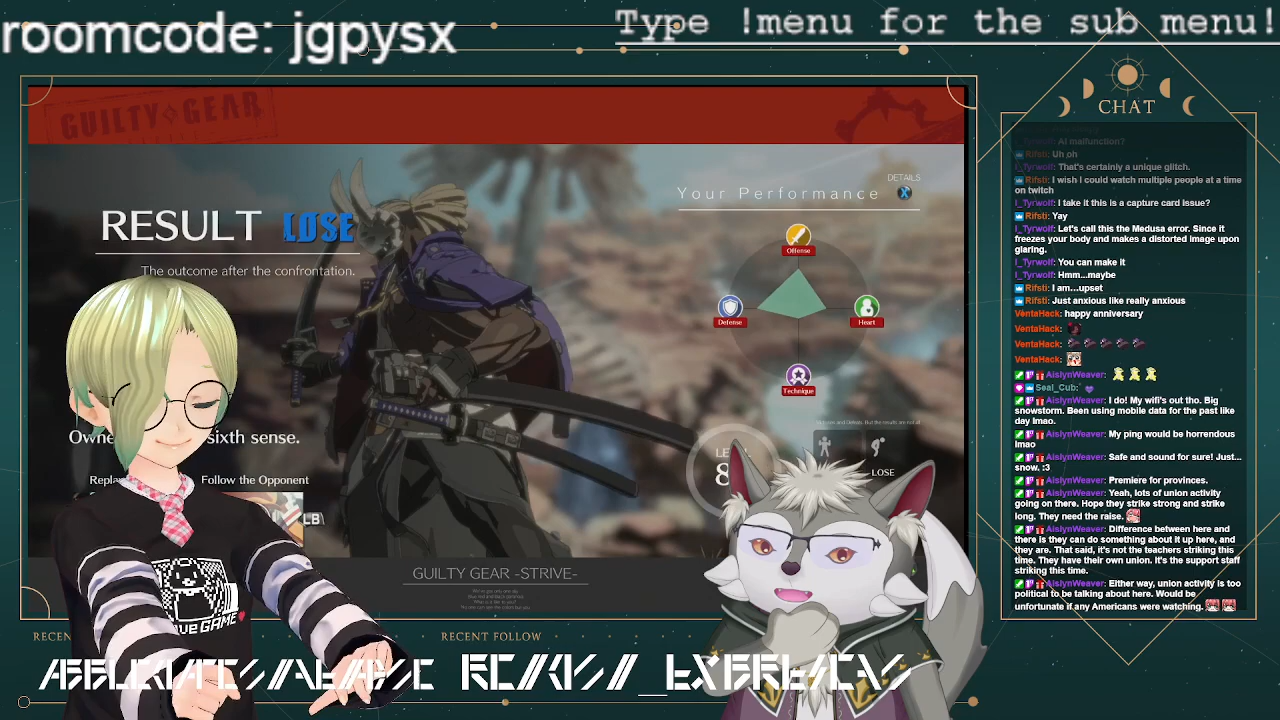 roomcode: jgpysx
Type !menu for the sub menu!
GUILTY GEAR
CHAT
Your Performance
DETAILS
X
RESULT LOSE
The outcome after the confrontation.
Offense
Defense
Heart
Technique
sixth sense.
Follow the Opponent
LOSE
GUILTY GEAR -STRIVE-
RECENT FOLLOW
I_Tyrwolf: AI malfunction?
Rifsti: Uh oh
I_Tyrwolf: That's certainly a unique glitch.
Rifsti: I wish I could watch multiple people at a time
on twitch
I_Tyrwolf: I take it this is a capture card issue?
Rifsti: Yay
I_Tyrwolf: Let's call this the Medusa error. Since it
freezes your body and makes a distorted image upon
glaring.
I_Tyrwolf: You can make it
I_Tyrwolf: Hmm...maybe
Rifsti: I am...upset
Rifsti: Just anxious like really anxious
VentaHack: happy anniversary
VentaHack:
VentaHack:
VentaHack:
AislynWeaver:
Seal_Cub:
AislynWeaver: I do! My wifi's out tho. Big
snowstorm. Been using mobile data for the past like
day lmao.
AislynWeaver: My ping would be horrendous
lmao
AislynWeaver: Safe and sound for sure! Just...
snow. :3
AislynWeaver: Premiere for provinces.
AislynWeaver: Yeah, lots of union activity
going on there. Hope they strike strong and strike
long. They need the raise.
AislynWeaver: Difference between here and
there is they can do something about it up here, and
they are. That said, it's not the teachers striking this
time. They have their own union. It's the support staff
striking this time.
AislynWeaver: Either way, union activity is too
political to be talking about here. Would be
unfortunate if any Americans were watching.